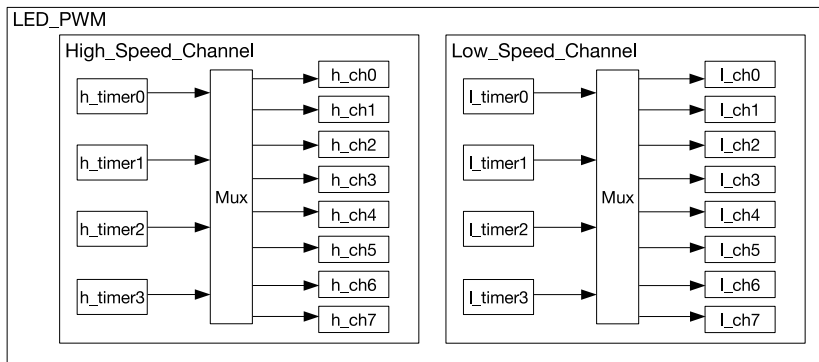 LED_PWM
High_Speed_Channel
h_timer0
h_timer1
h_timer2
h_timer3
Mux
h_ch0
h_ch1
h_ch2
h_ch3
h_ch4
h_ch5
h_ch6
h_ch7
Low_Speed_Channel
l_timer0
l_timer1
l_timer2
l_timer3
Mux
l_ch0
l_ch1
l_ch2
l_ch3
l_ch4
l_ch5
l_ch6
l_ch7